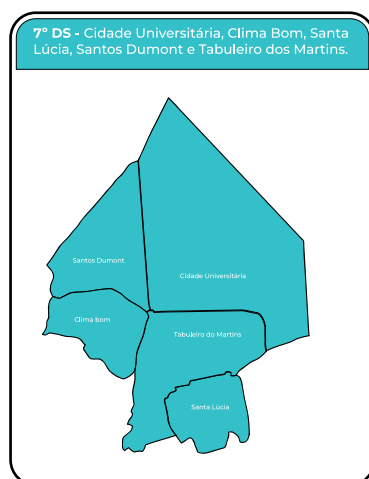 7º DS - Cidade Universitária, Clima Bom, Santa
Lúcia, Santos Dumont e Tabuleiro dos Martins.
Santos Dumont
Cidade Universitária
Clima bom
Tabuleiro do Martins
Santa Lúcia